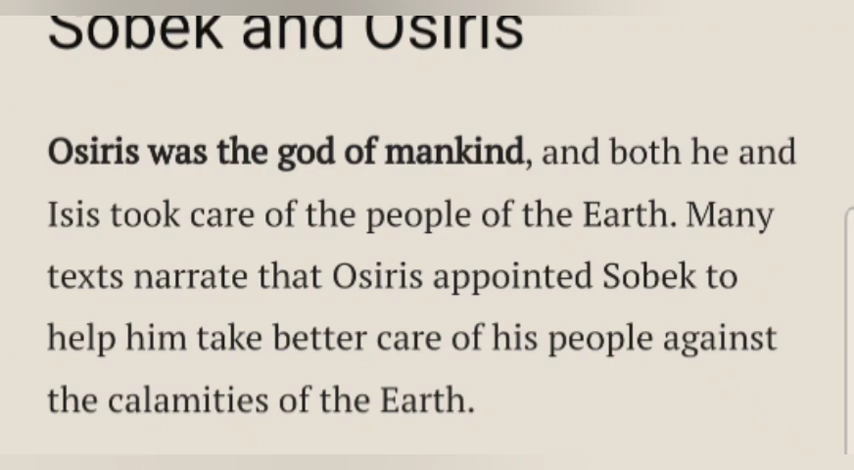 Sobek and Osiris
Osiris was the god of mankind, and both he and
Isis took care of the people of the Earth. Many
texts narrate that Osiris appointed Sobek to
help him take better care of his people against
the calamities of the Earth.